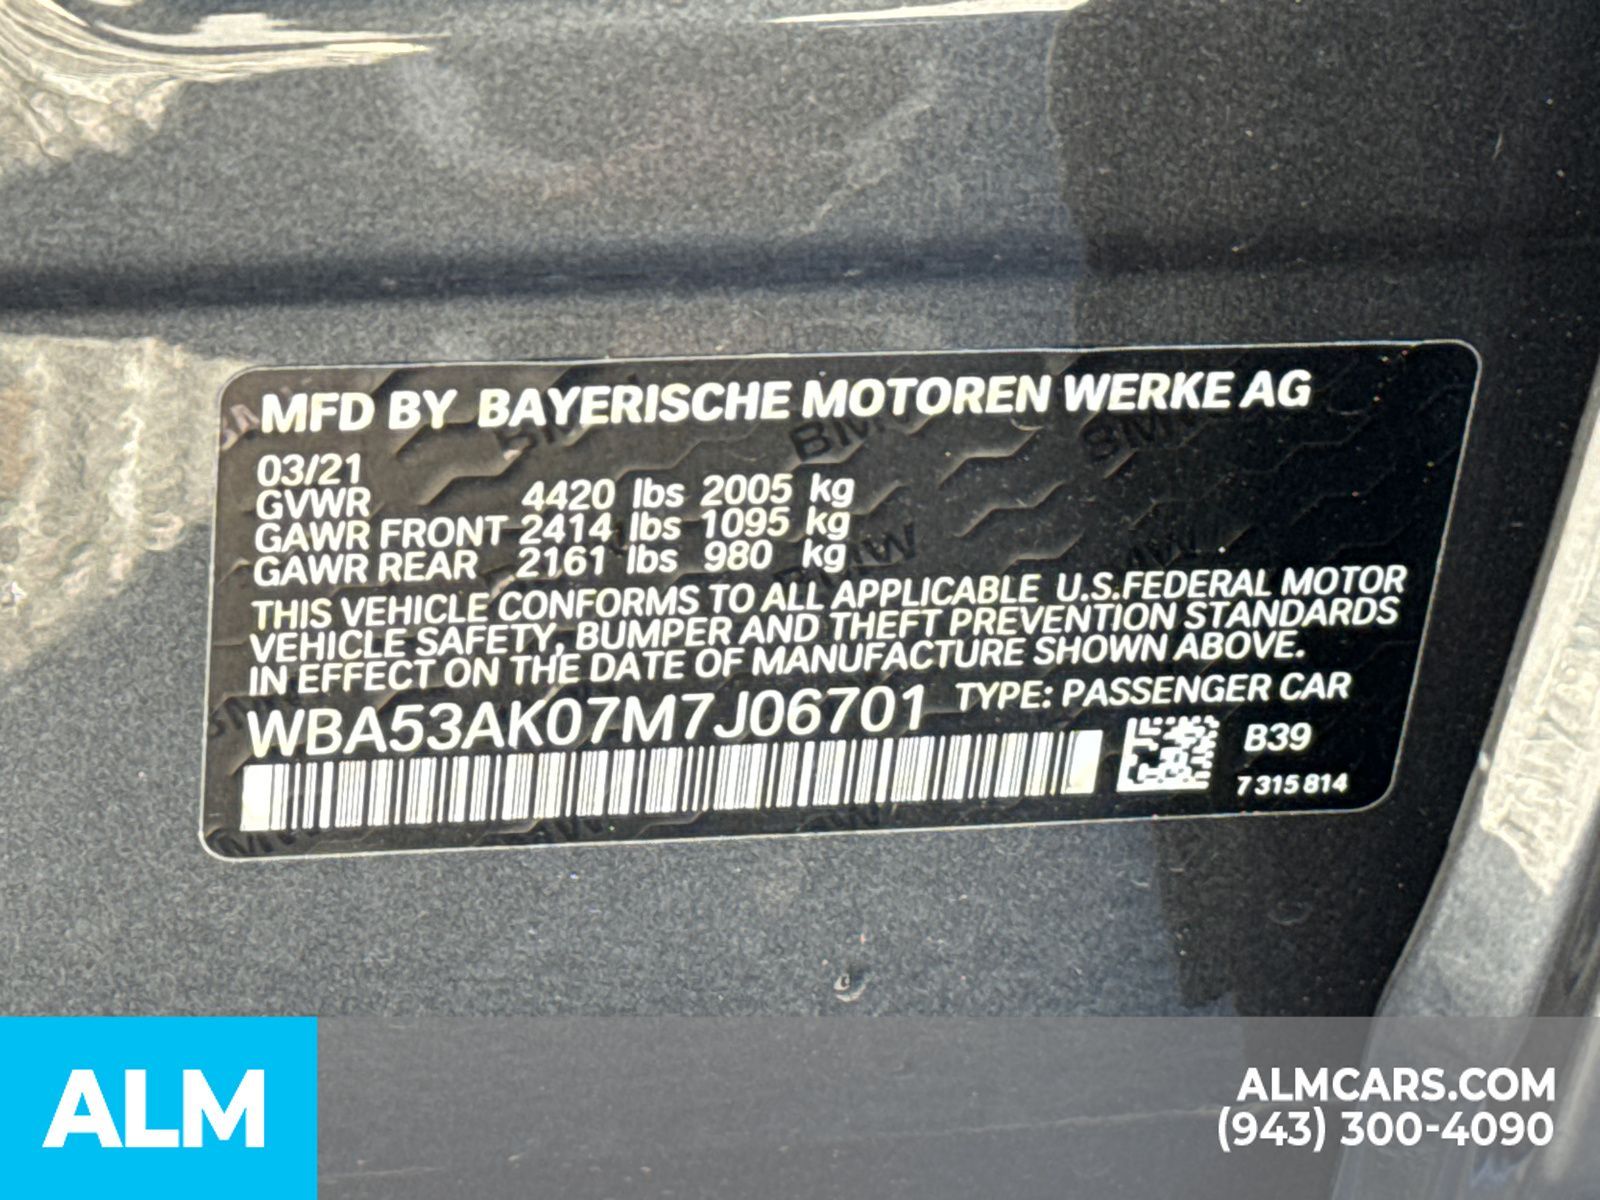 MFD BY BAYERISCHE MOTOREN WERKE AG
03/21
GVWR 4420 lbs 2005 kg
GAWR FRONT 2414 lbs 1095 kg
GAWR REAR 2161 lbs 980 kg
THIS VEHICLE CONFORMS TO ALL APPLICABLE U.S.FEDERAL MOTOR
VEHICLE SAFETY, BUMPER AND THEFT PREVENTION STANDARDS
IN EFFECT ON THE DATE OF MANUFACTURE SHOWN ABOVE.
WBA53AK07M7J06701 TYPE: PASSENGER CAR
B39
7 315 814
ALM
ALMCARS.COM
(943) 300-4090